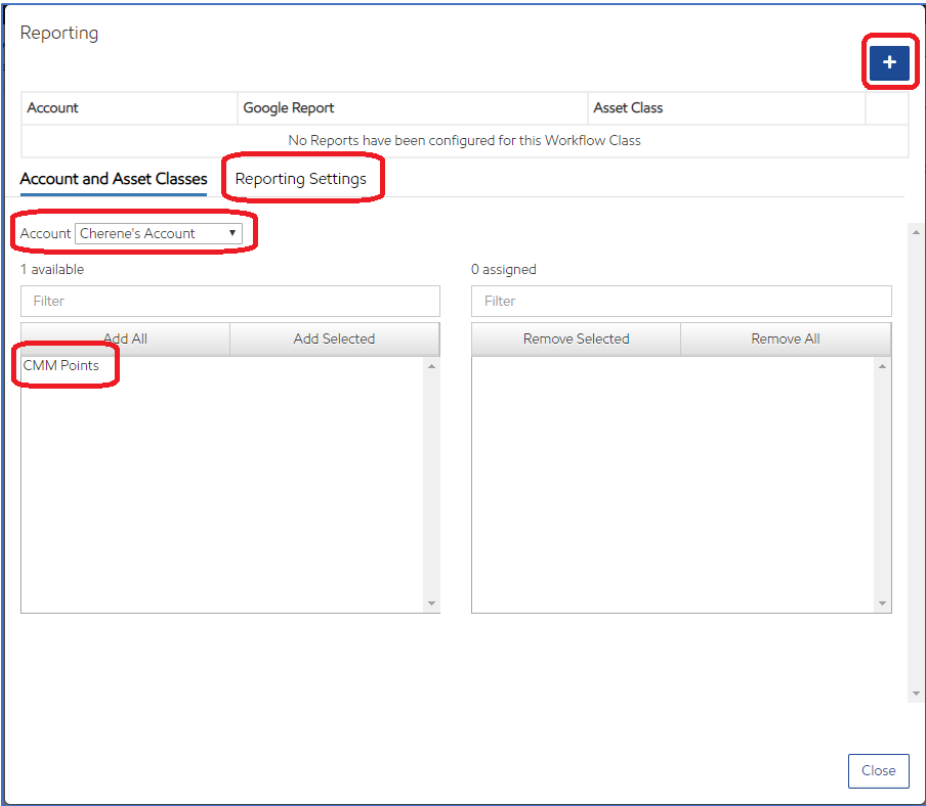 Reporting
+
Account Google Report Asset Class
No Reports have been configured for this Workflow Class
Account and Asset Classes Reporting Settings
Account Cherene's Account
1 available 0 assigned
Filter Filter
Add All Add Selected Remove Selected Remove All
CMM Points
Close